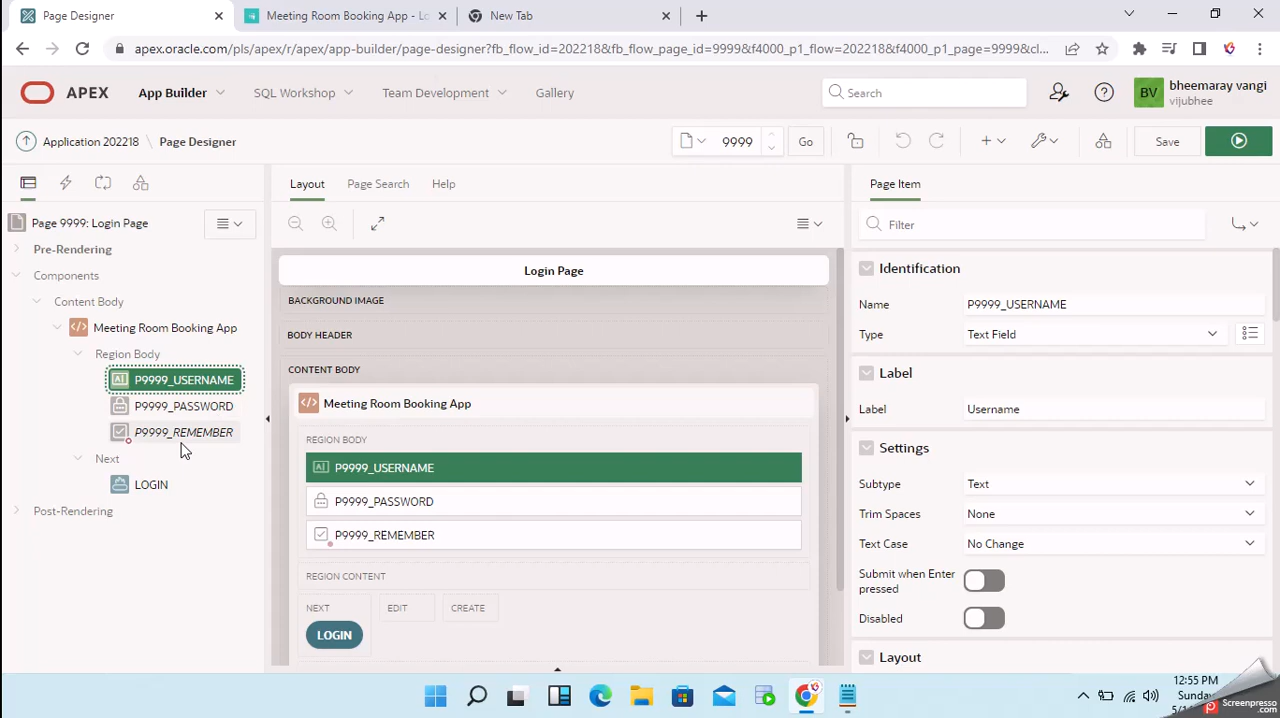 Page Designer
Meeting Room Booking App - Lo
New Tab
apex.oracle.com/pls/apex/r/apex/app-builder/page-designer?fb_flow_id=202218&fb_flow_page_id=9999&f4000_p1_flow=202218&f4000_p1_page=9999&cl...
APEX
App Builder
SQL Workshop
Team Development
Gallery
Search
BV
bheemaray vangi
vijubhee
Application 202218
Page Designer
9999
Go
Save
Page 9999: Login Page
Pre-Rendering
Components
Content Body
Meeting Room Booking App
Region Body
P9999_USERNAME
P9999_PASSWORD
P9999_REMEMBER
Next
LOGIN
Post-Rendering
Layout
Page Search
Help
Login Page
BACKGROUND IMAGE
BODY HEADER
CONTENT BODY
Meeting Room Booking App
REGION BODY
P9999_USERNAME
P9999_PASSWORD
P9999_REMEMBER
REGION CONTENT
NEXT
EDIT
CREATE
LOGIN
Page Item
Filter
Identification
Name
P9999_USERNAME
Type
Text Field
Label
Label
Username
Settings
Subtype
Text
Trim Spaces
None
Text Case
No Change
Submit when Enter
pressed
Disabled
Layout
12:55 PM
Sunday
Screenpresso
.com